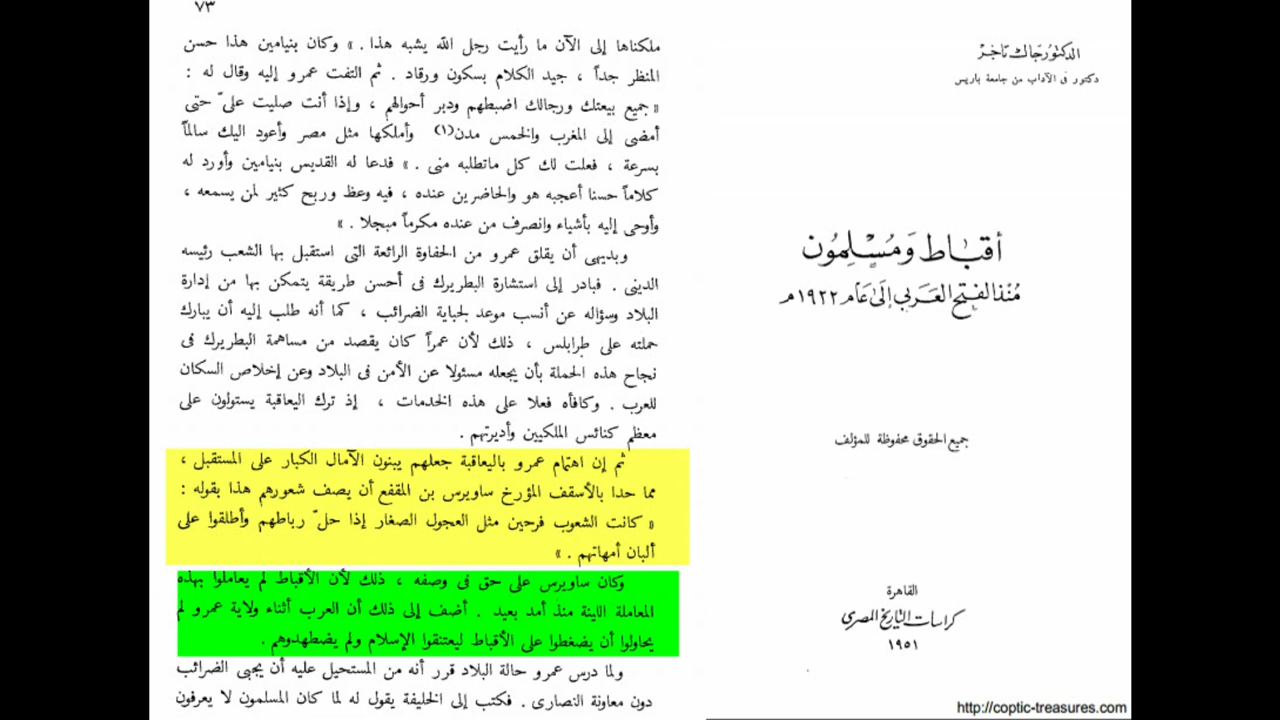 ٧٣
ملكناها إلى الآن ما رأيت رجل الله يشبه هذا . » وكان بنيامين هذا حسن
المنظر جداً ، جيد الكلام بسكون ورقاد . ثم التفت عمرو إليه وقال له :
« جميع بيعتك ورجالك اضبطهم ودبر أحوالهم ، وإذا أنت صليت علىّ حتى
أمضى إلى المغرب والخمس مدن(١) وأملكها مثل مصر وأعود اليك سالماً
بسرعة ، فعلت لك كل ماتطلبه منى . » فدعا له القديس بنيامين وأورد له
كلاماً حسنا أعجبه هو والحاضرين عنده ، فيه وعظ وربح كثير لمن يسمعه ،
وأوحى إليه بأشياء وانصرف من عنده مكرماً مبجلا . »
وبديهى أن يقلق عمرو من الحفاوة الرائعة التى استقبل بها الشعب رئيسه
الدينى . فبادر إلى استشارة البطريرك فى أحسن طريقة يتمكن بها من إدارة
البلاد وسؤاله عن أنسب موعد لجباية الضرائب ، كما أنه طلب إليه أن يبارك
حملته على طرابلس ، ذلك لأن عمراً كان يقصد من مساهمة البطريرك فى
نجاح هذه الحملة بأن يجعله مسئولا عن الأمن فى البلاد وعن إخلاص السكان
للعرب . وكافأه فعلا على هذه الخدمات ، إذ ترك اليعاقبة يستولون على
معظم كنائس الملكيين وأديرتهم .
ثم إن اهتمام عمرو باليعاقبة جعلهم يبنون الآمال الكبار على المستقبل ،
مما حدا بالأسقف المؤرخ ساويرس بن المقفع أن يصف شعورهم هذا بقوله :
« كانت الشعوب فرحين مثل العجول الصغار إذا حلّ رباطهم وأطلقوا على
ألبان أمهاتهم . »
وكان ساويرس على حق فى وصفه ، ذلك لأن الأقباط لم يعاملوا بهذه
المعاملة اللينة منذ أمد بعيد . أضف إلى ذلك أن العرب أثناء ولاية عمرو لم
يحاولوا أن يضغطوا على الأقباط ليعتنقوا الإسلام ولم يضطهدوهم .
ولما درس عمرو حالة البلاد قرر أنه من المستحيل عليه أن يجبى الضرائب
دون معاونة النصارى . فكتب إلى الخليفة يقول له لما كان المسلمون لا يعرفون
الدكتور جاك تاجر
دكتور فى الآداب من جامعة باريس
أقباط وَمُسْلِمُون
مُنْذ الفَتِح العَرَبي إلَى عَام ١٩٢٢م
جميع الحقوق محفوظة للمؤلف
القاهرة
كراسات التاريخ المصرى
١٩٥١
http://coptic-treasures.com